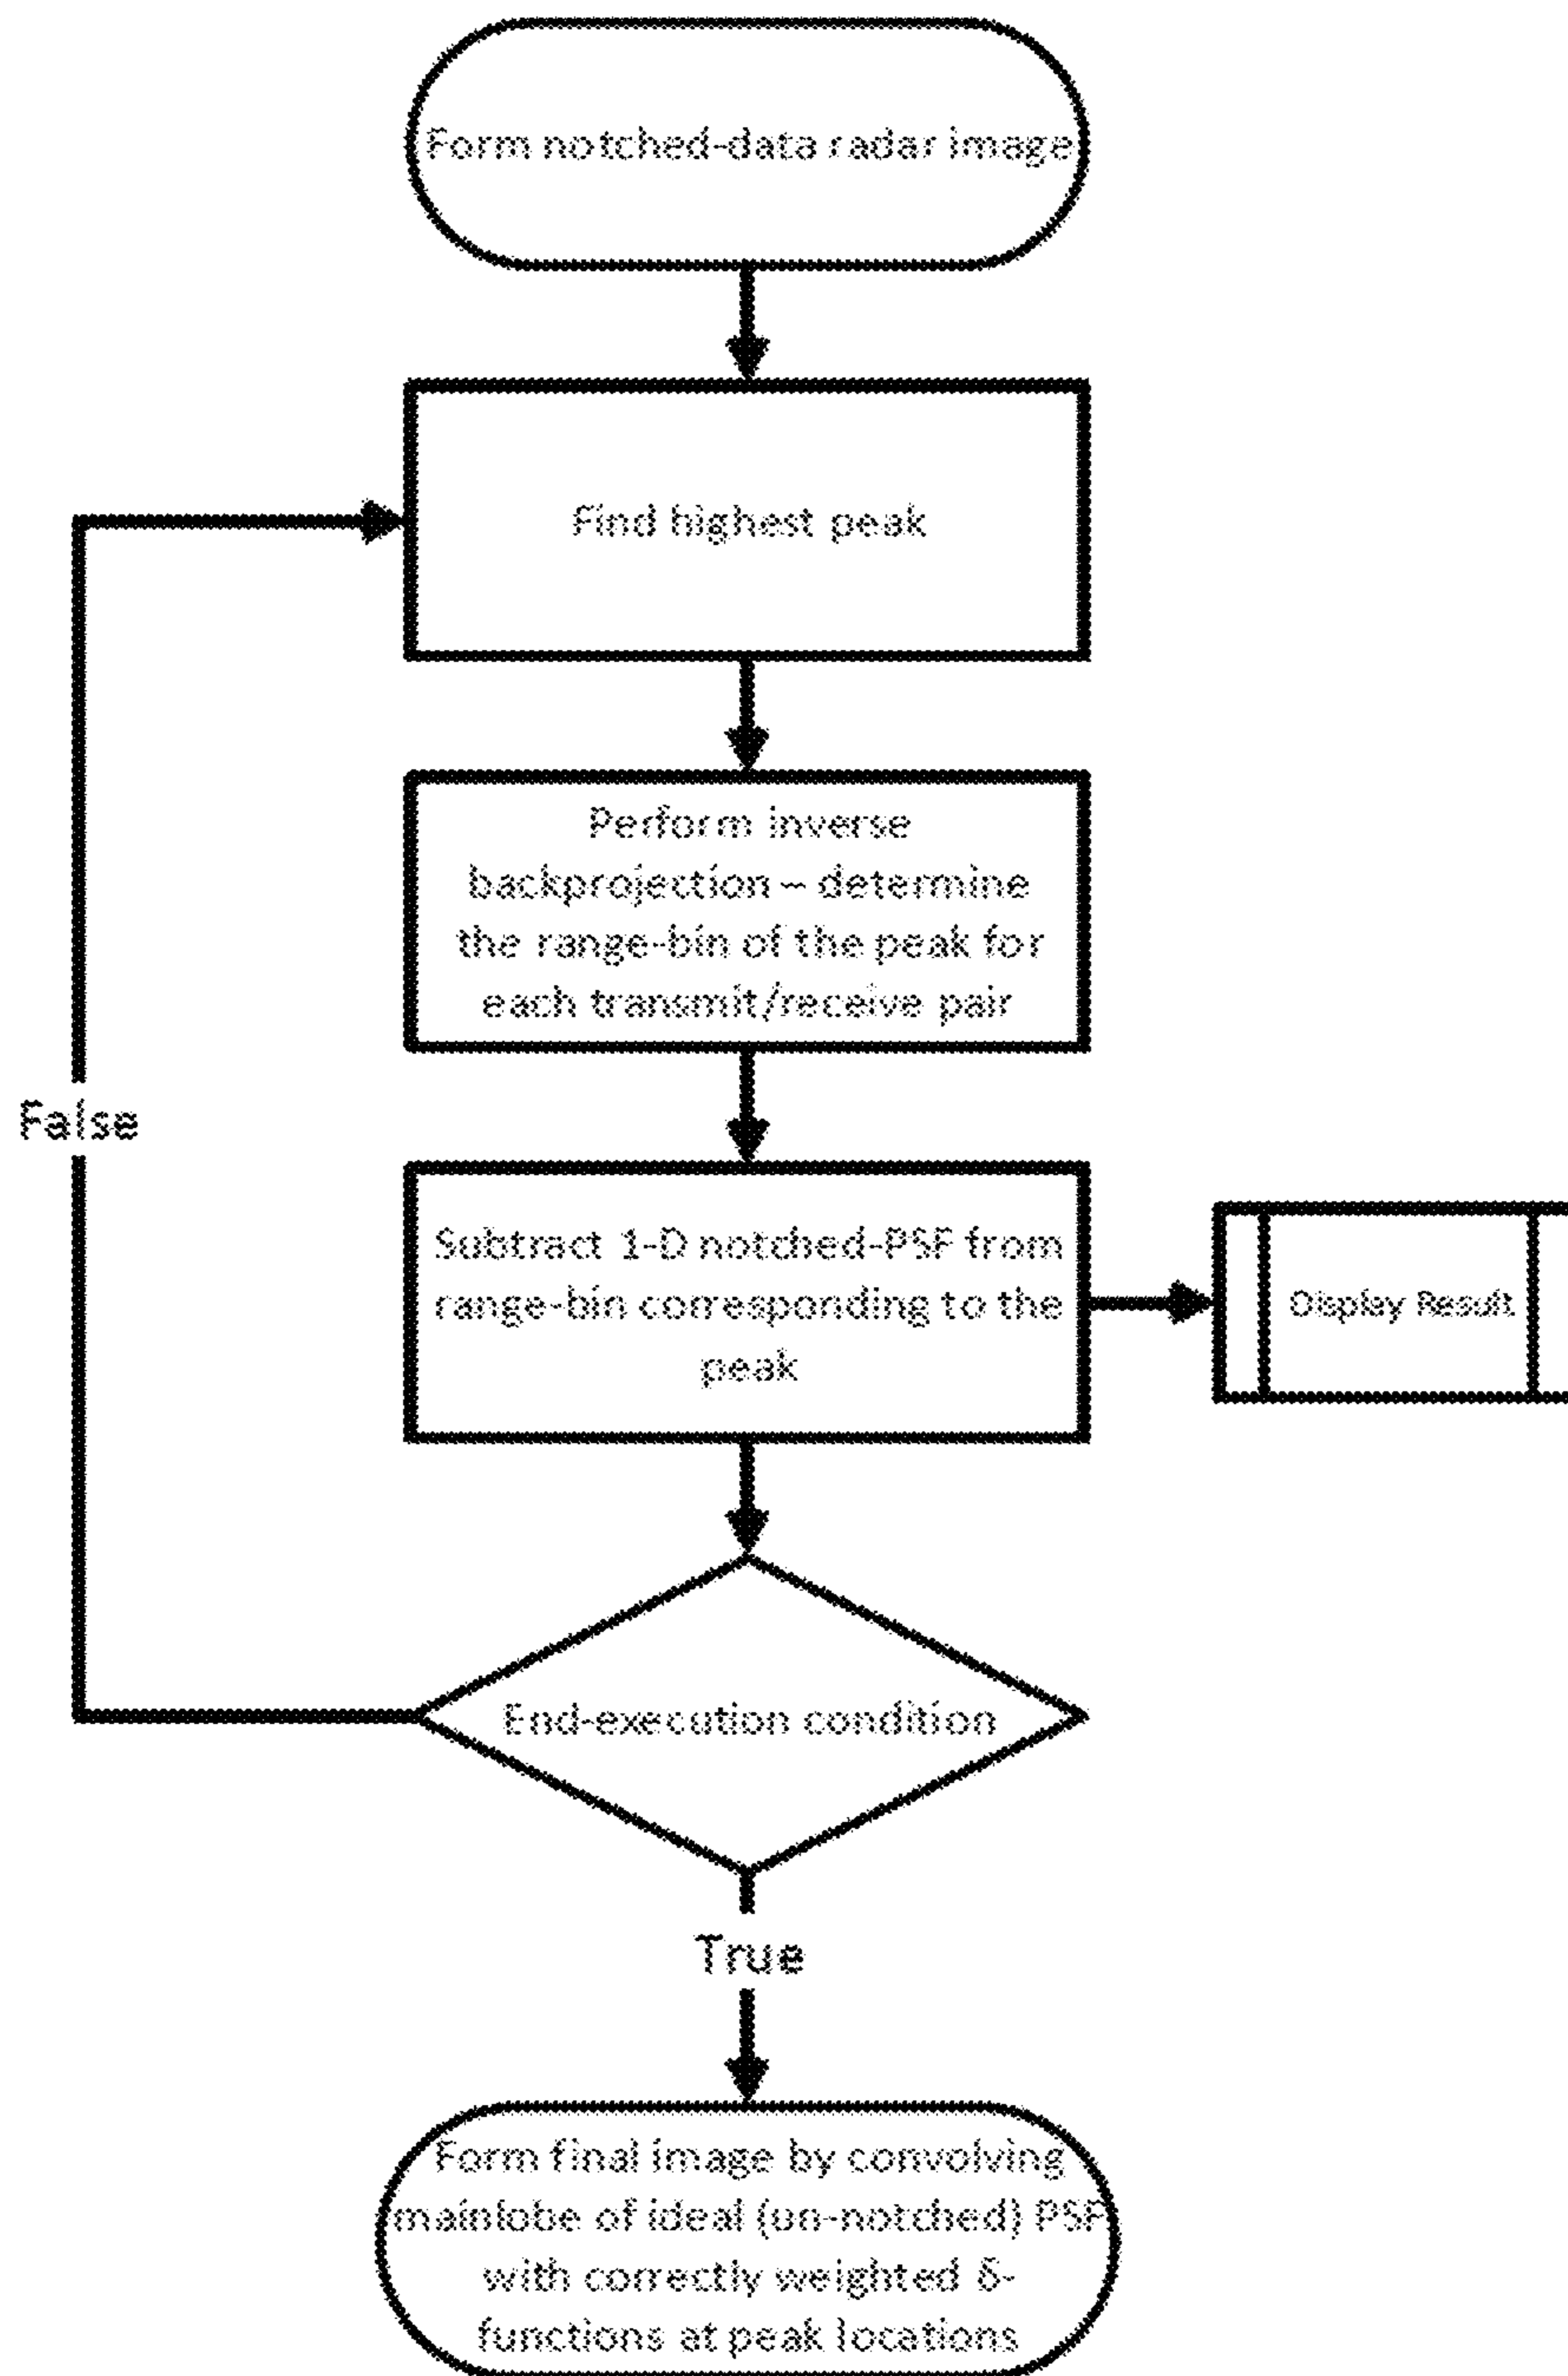 Form notched-data radar image
Find highest peak
Perform inverse
backprojection – determine
the range-bin of the peak for
each transmit/receive pair
False
Subtract 1-D notched-PSF from
range-bin corresponding to the
peak
Display Result
End-execution condition
True
Form final image by convolving
mainlobe of ideal (un-notched) PSF
with correctly weighted δ-
functions at peak locations